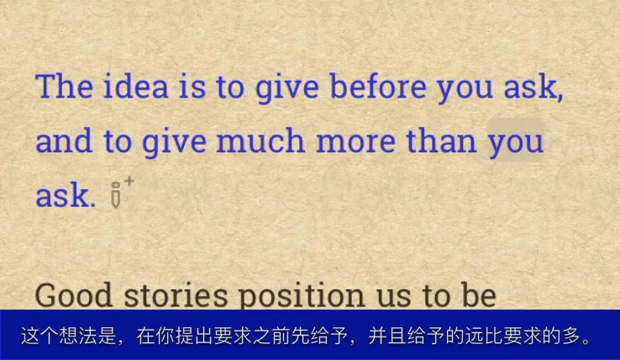 The idea is to give before you ask,
and to give much more than you
ask.
Good stories position us to be
这个想法是，在你提出要求之前先给予，并且给予的远比要求的多。